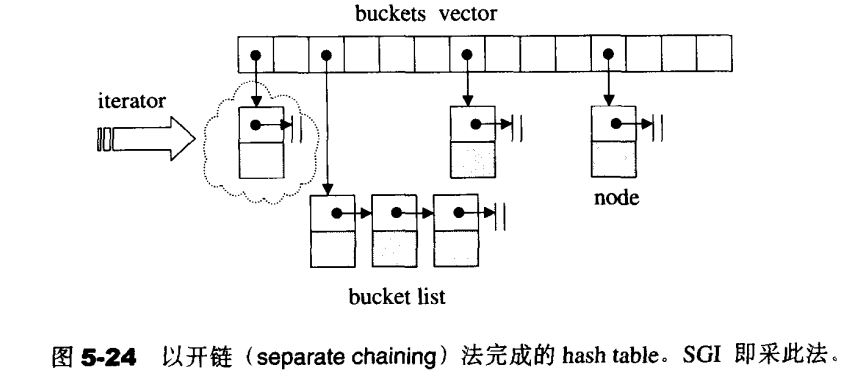 buckets vector
iterator
node
bucket list
图 5-24 以开链（separate chaining）法完成的 hash table。SGI 即采此法。